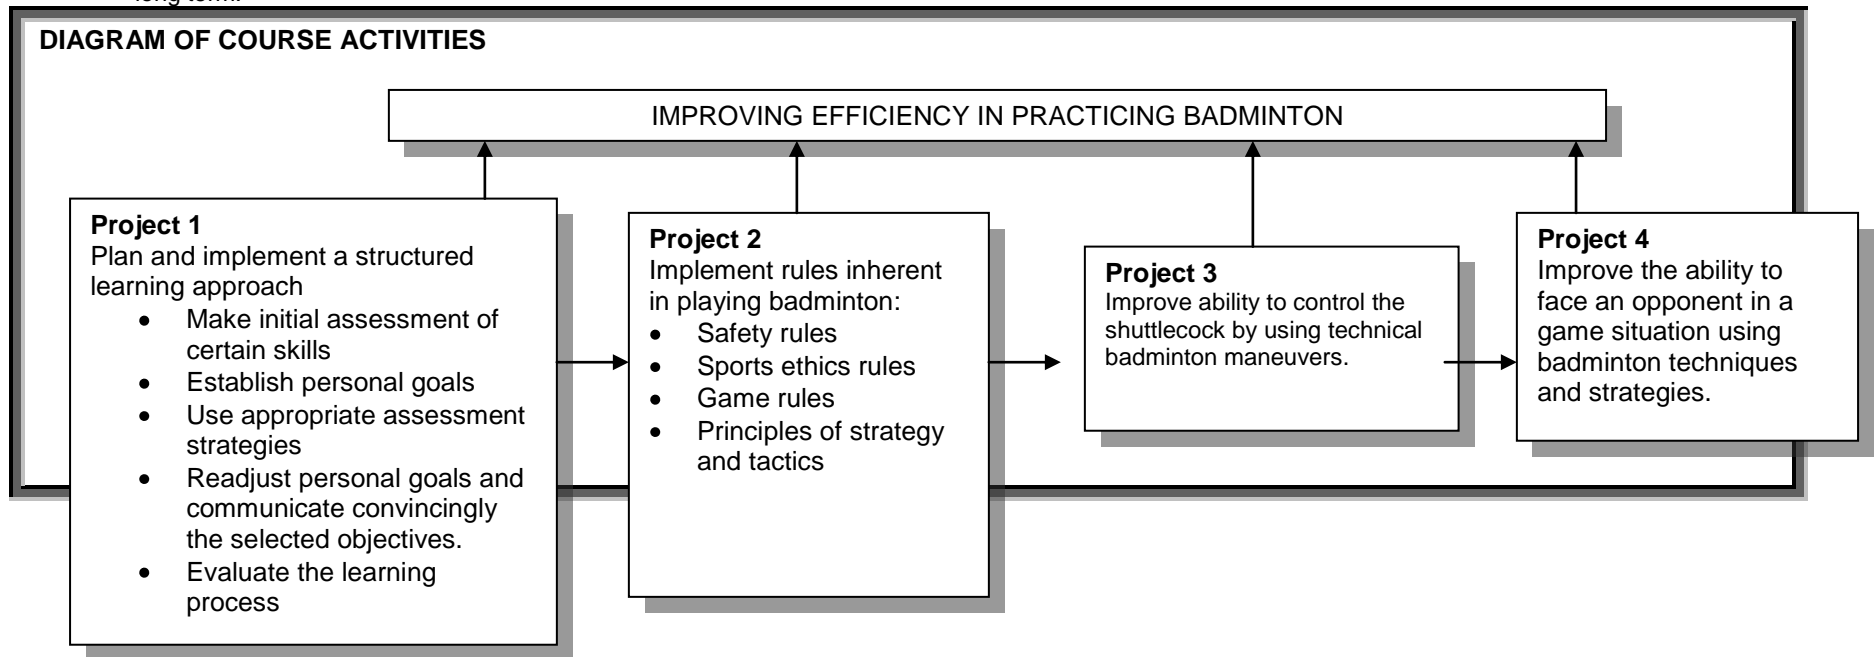 long term.
DIAGRAM OF COURSE ACTIVITIES
IMPROVING EFFICIENCY IN PRACTICING BADMINTON
Project 1
Plan and implement a structured
learning approach
• Make initial assessment of
certain skills
• Establish personal goals
• Use appropriate assessment
strategies
• Readjust personal goals and
communicate convincingly
the selected objectives.
• Evaluate the learning
process
Project 2
Implement rules inherent
in playing badminton:
• Safety rules
• Sports ethics rules
• Game rules
• Principles of strategy
and tactics
Project 3
Improve ability to control the
shuttlecock by using technical
badminton maneuvers.
Project 4
Improve the ability to
face an opponent in a
game situation using
badminton techniques
and strategies.